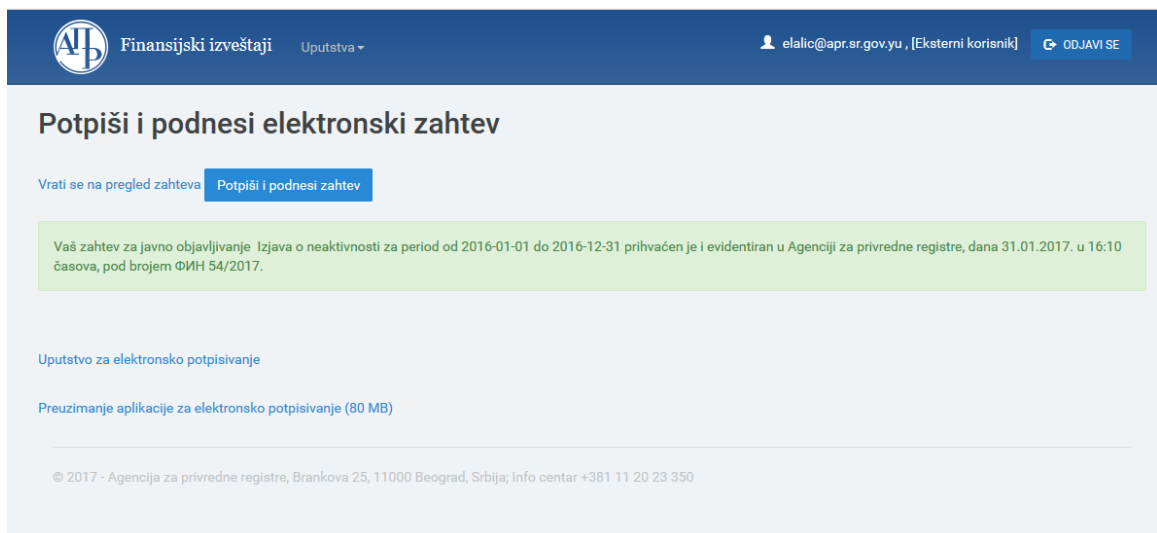 АПР Finansijski izveštaji Uputstva elalic@apr.sr.gov.yu , [Eksterni korisnik] ODJAVI SE
Potpiši i podnesi elektronski zahtev
Vrati se na pregled zahteva Potpiši i podnesi zahtev
Vaš zahtev za javno objavljivanje Izjava o neaktivnosti za period od 2016-01-01 do 2016-12-31 prihvaćen je i evidentiran u Agenciji za privredne registre, dana 31.01.2017. u 16:10
časova, pod brojem ФИН 54/2017.
Uputstvo za elektronsko potpisivanje
Preuzimanje aplikacije za elektronsko potpisivanje (80 MB)
© 2017 - Agencija za privredne registre, Brankova 25, 11000 Beograd, Srbija; Info centar +381 11 20 23 350